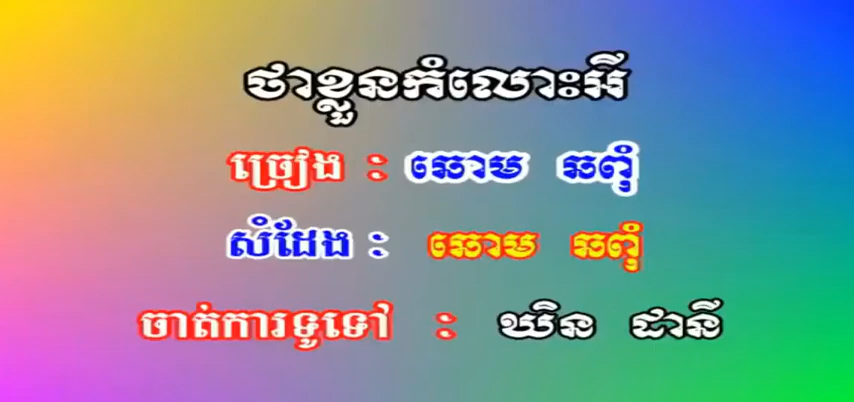 ថាខ្លួនកំលោះអី
ច្រៀង : ឆោម ឆពុំ
សំដែង : ឆោម ឆពុំ
ចាត់ការទូទៅ : ឃិន ដានី